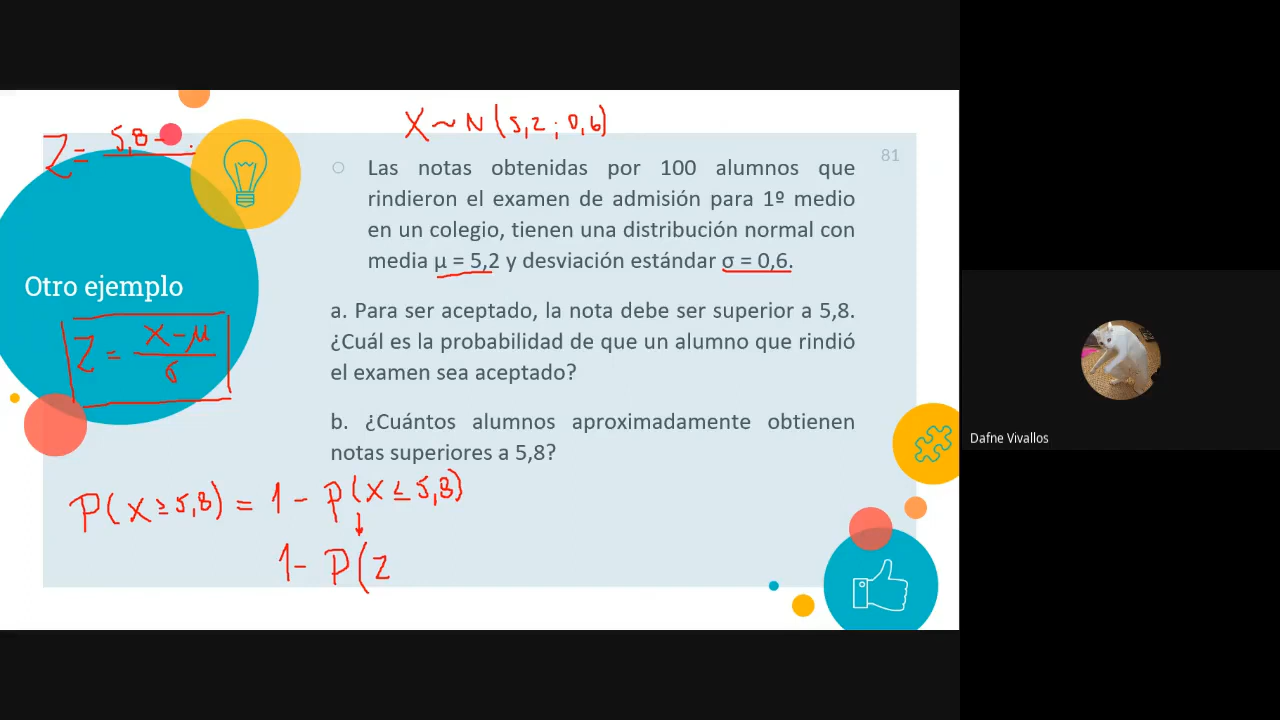 X ~ N(5,2 ; 0,6)
Z = 5,8 -
81
Las notas obtenidas por 100 alumnos que
rindieron el examen de admisión para 1º medio
en un colegio, tienen una distribución normal con
media µ = 5,2 y desviación estándar σ = 0,6.
Otro ejemplo
Z = X - µ / σ
a. Para ser aceptado, la nota debe ser superior a 5,8.
¿Cuál es la probabilidad de que un alumno que rindió
el examen sea aceptado?
b. ¿Cuántos alumnos aproximadamente obtienen
notas superiores a 5,8?
P(X ≥ 5,8) = 1 - P(X ≤ 5,8)
1 - P(Z
Dafne Vivallos